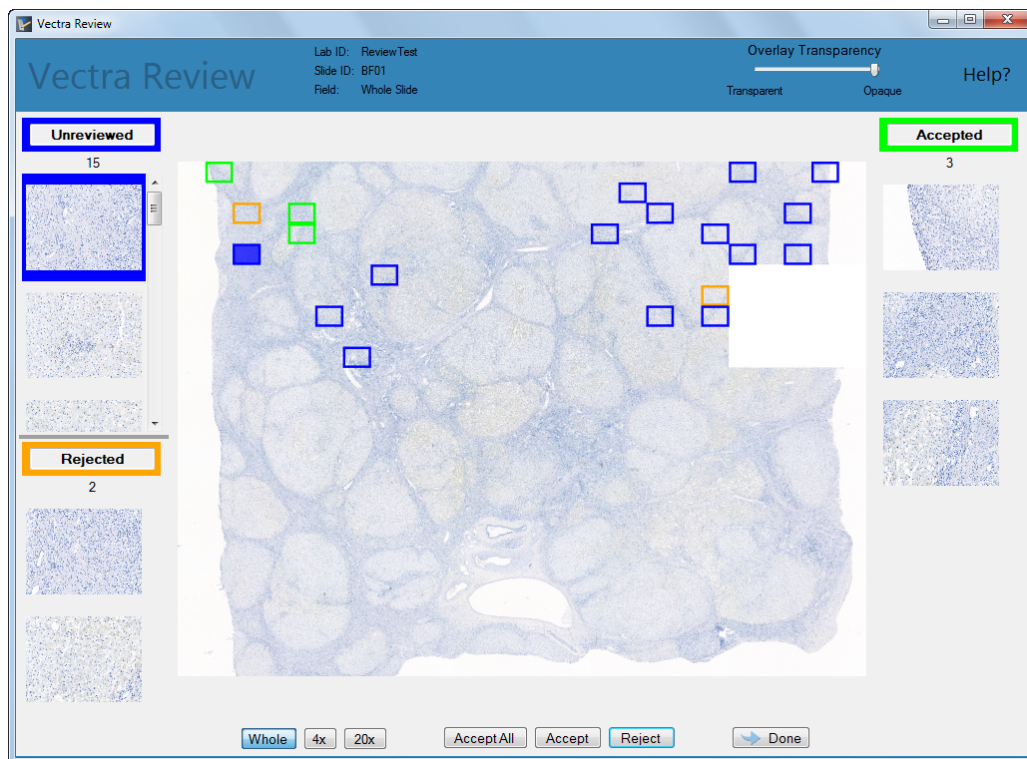 Vectra Review
Vectra Review
Lab ID: ReviewTest
Slide ID: BF01
Field: Whole Slide
Overlay Transparency
Transparent Opaque
Help?
Unreviewed
15
Rejected
2
Accepted
3
Whole 4x 20x Accept All Accept Reject Done